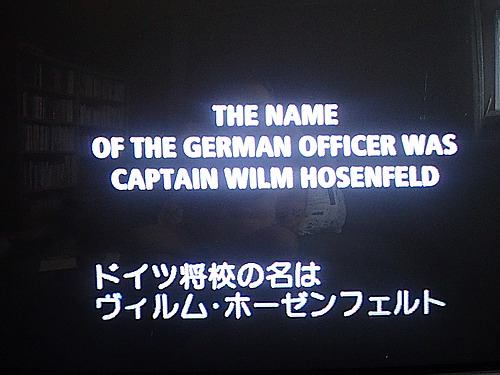 THE NAME
OF THE GERMAN OFFICER WAS
CAPTAIN WILM HOSENFELD
ドイツ将校の名は
ヴィルム・ホーゼンフェルト